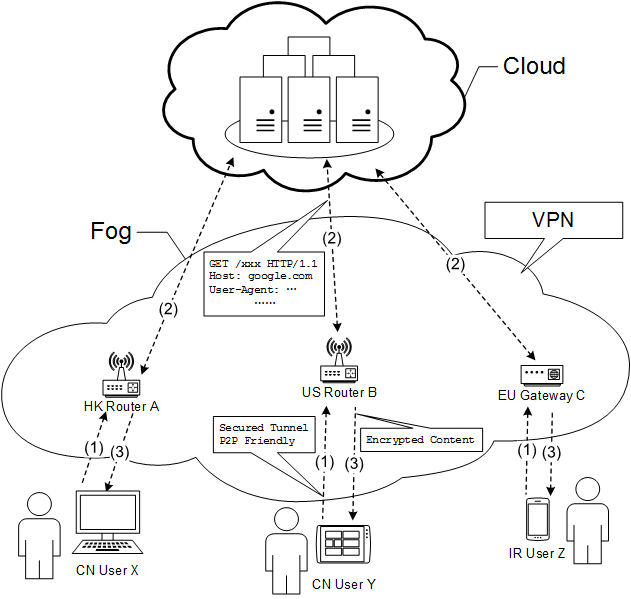 Cloud
Fog
VPN
(2)
GET /xxx HTTP/1.1
Host: google.com
User-Agent: …
……
(2)
(2)
HK Router A
US Router B
EU Gateway C
Secured Tunnel
P2P Friendly
Encrypted Content
(1)
(3)
(1)
(3)
(1)
(3)
CN User X
CN User Y
IR User Z